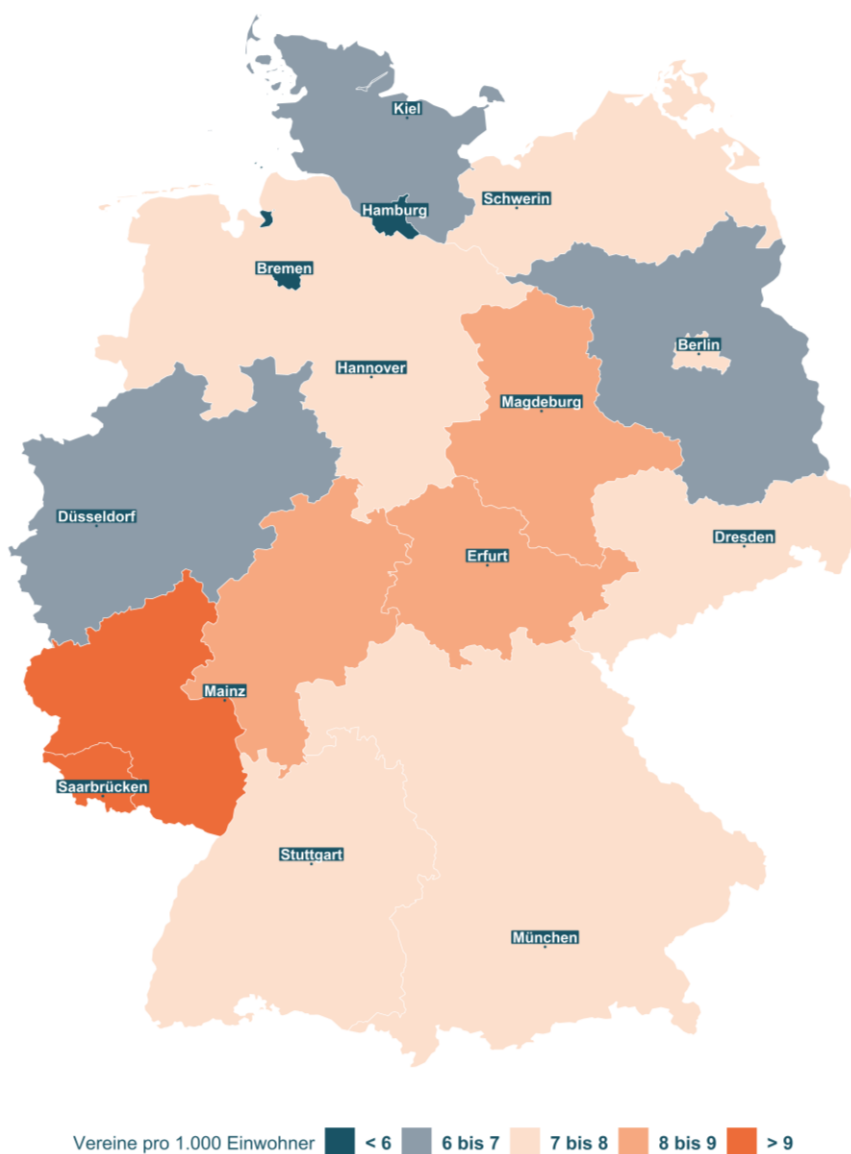 Kiel
Schwerin
Hamburg
Bremen
Berlin
Hannover
Magdeburg
Düsseldorf
Dresden
Erfurt
Mainz
Saarbrücken
Stuttgart
München
Vereine pro 1.000 Einwohner < 6 6 bis 7 7 bis 8 8 bis 9 > 9